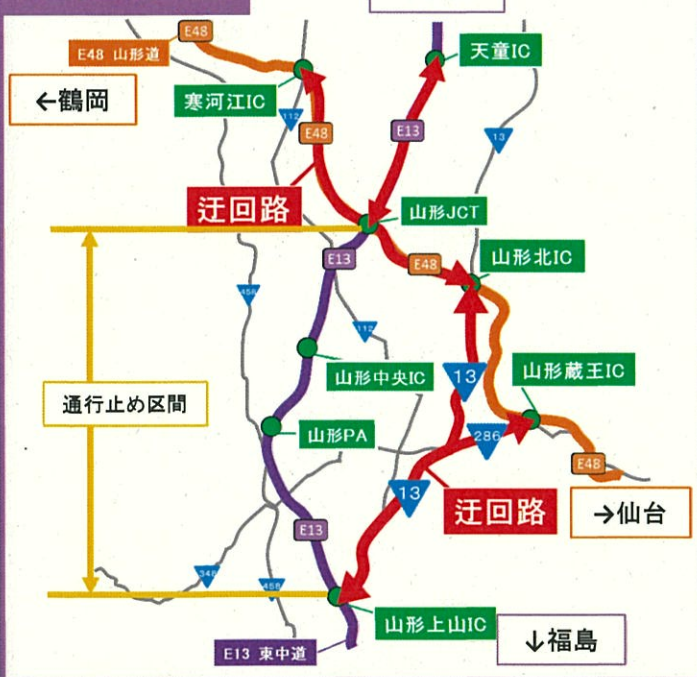 E48
E48 山形道
天童IC
←鶴岡
寒河江IC
112
E48
E13
13
迂回路
山形JCT
E13
E48
山形北IC
458
112
山形中央IC
13
山形蔵王IC
通行止め区間
山形PA
286
E48
13
迂回路
→仙台
E13
348
458
山形上山IC
↓福島
E13 東中道